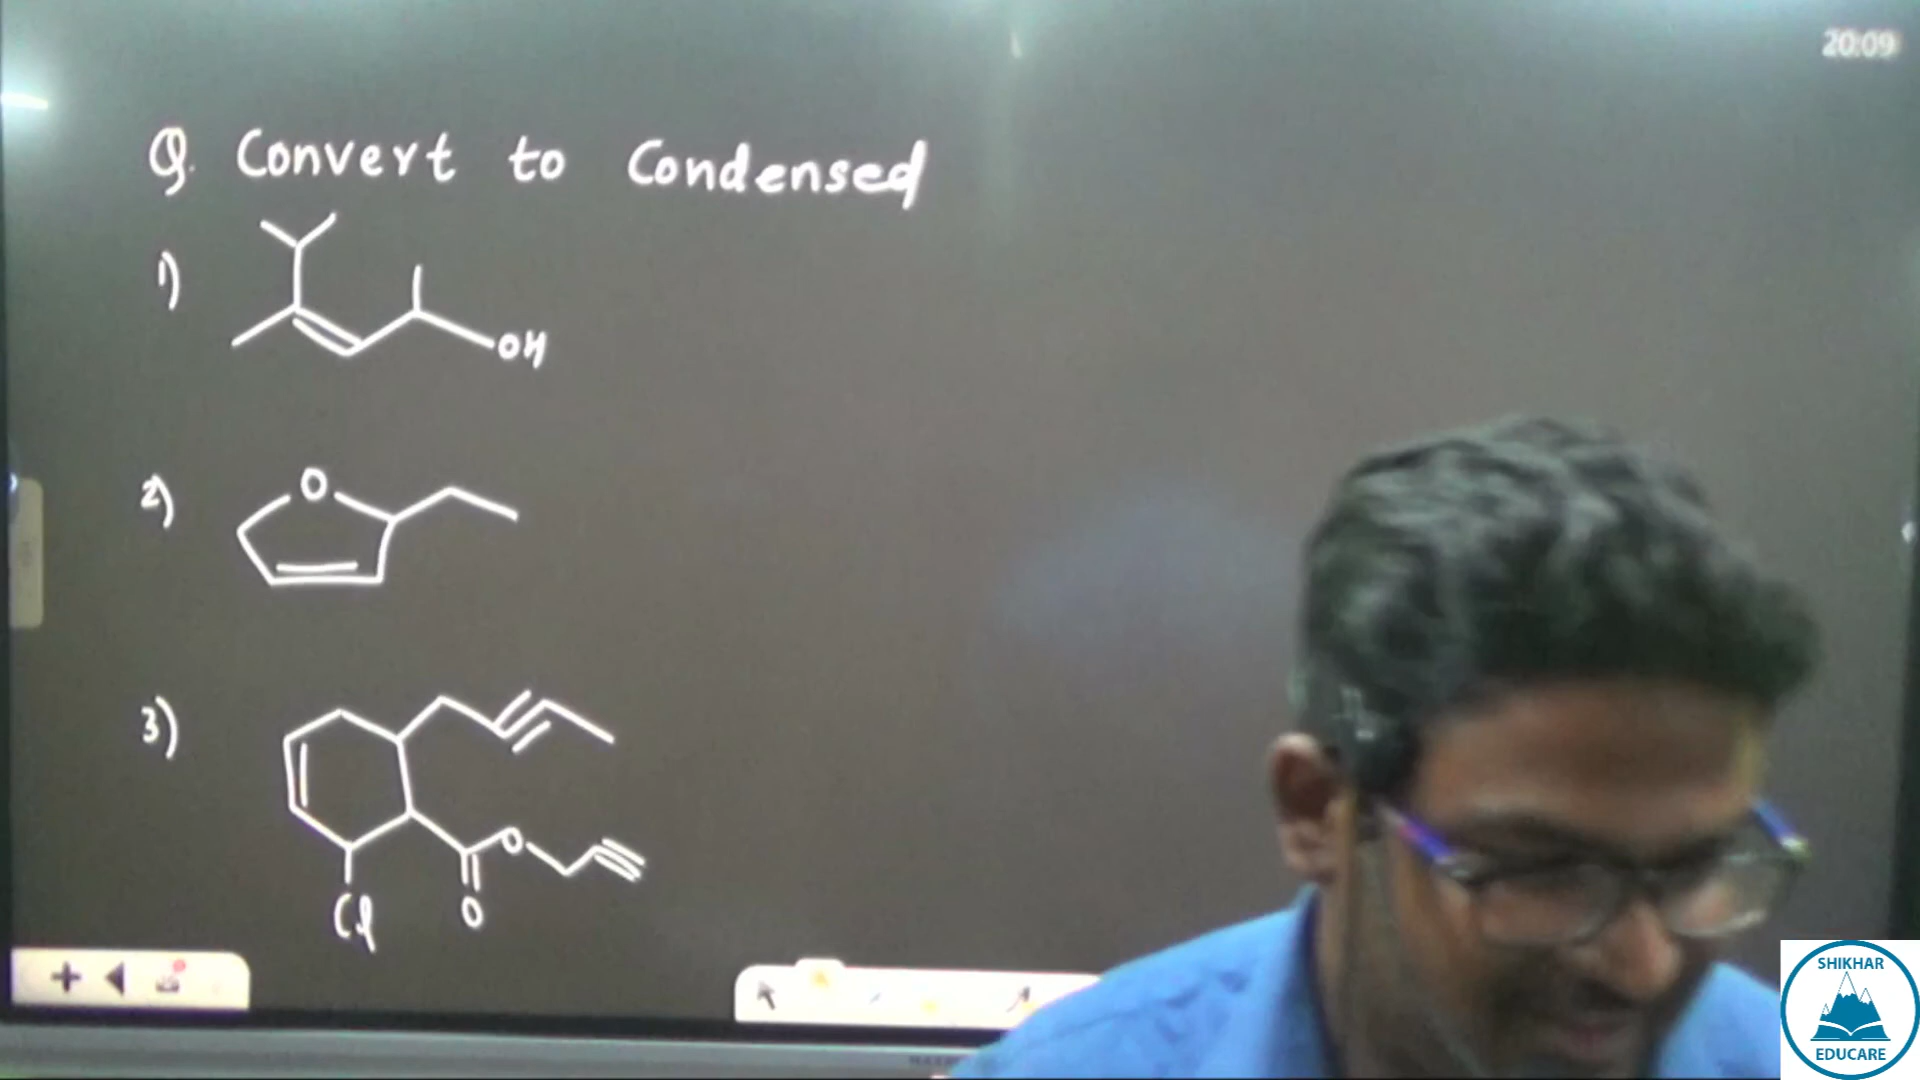 20:09
Q. Convert to Condensed
1)
OH
2)
O
3)
O
Cl
O
SHIKHAR
EDUCARE